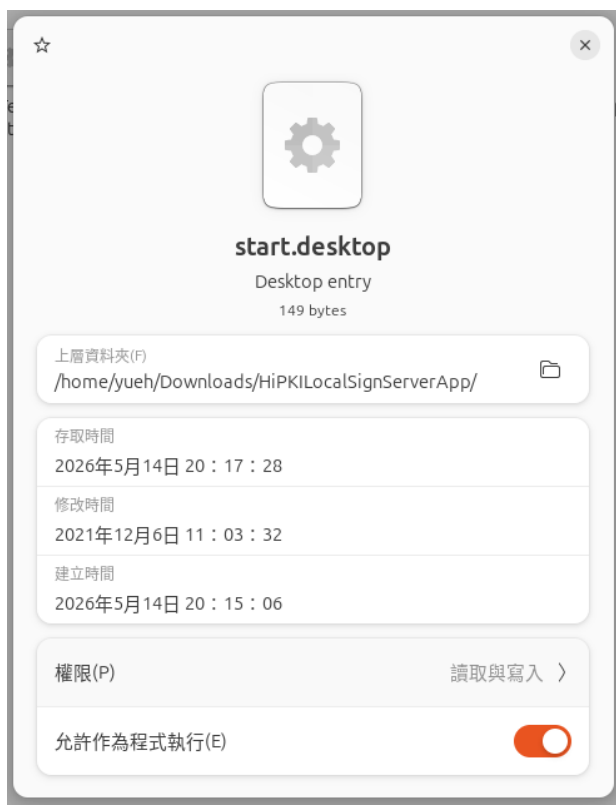 start.desktop
Desktop entry
149 bytes
上層資料夾(F)
/home/yueh/Downloads/HiPKILocalSignServerApp/
存取時間
2026年5月14日 20：17：28
修改時間
2021年12月6日 11：03：32
建立時間
2026年5月14日 20：15：06
權限(P)
讀取與寫入
允許作為程式執行(E)